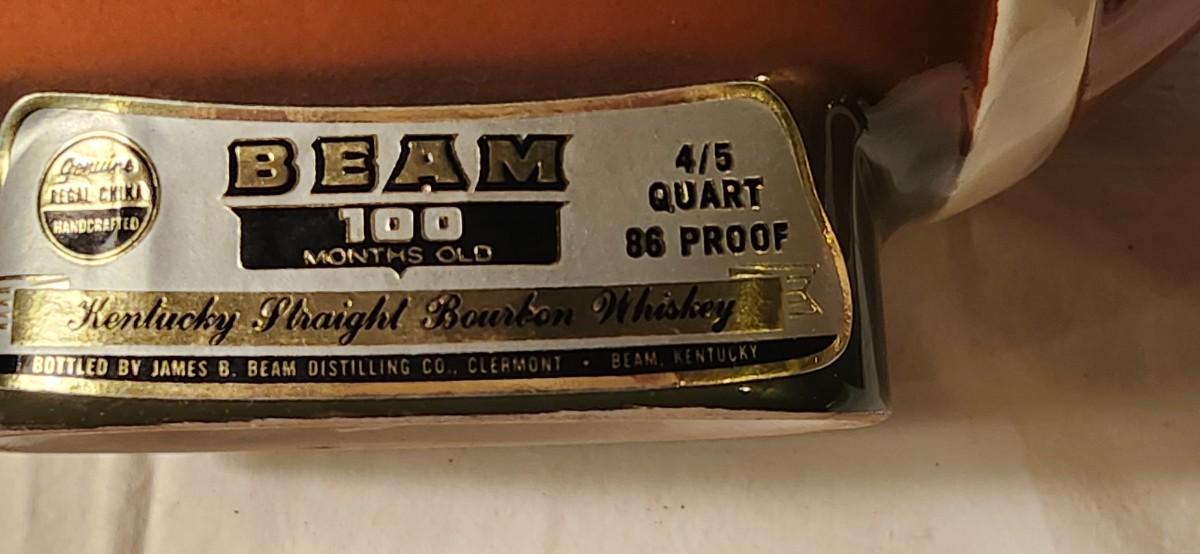 Genuine
REGAL CHINA
HANDCRAFTED
BEAM
100
MONTHS OLD
4/5
QUART
86 PROOF
Kentucky Straight Bourbon Whiskey
BOTTLED BY JAMES B. BEAM DISTILLING CO., CLERMONT • BEAM, KENTUCKY